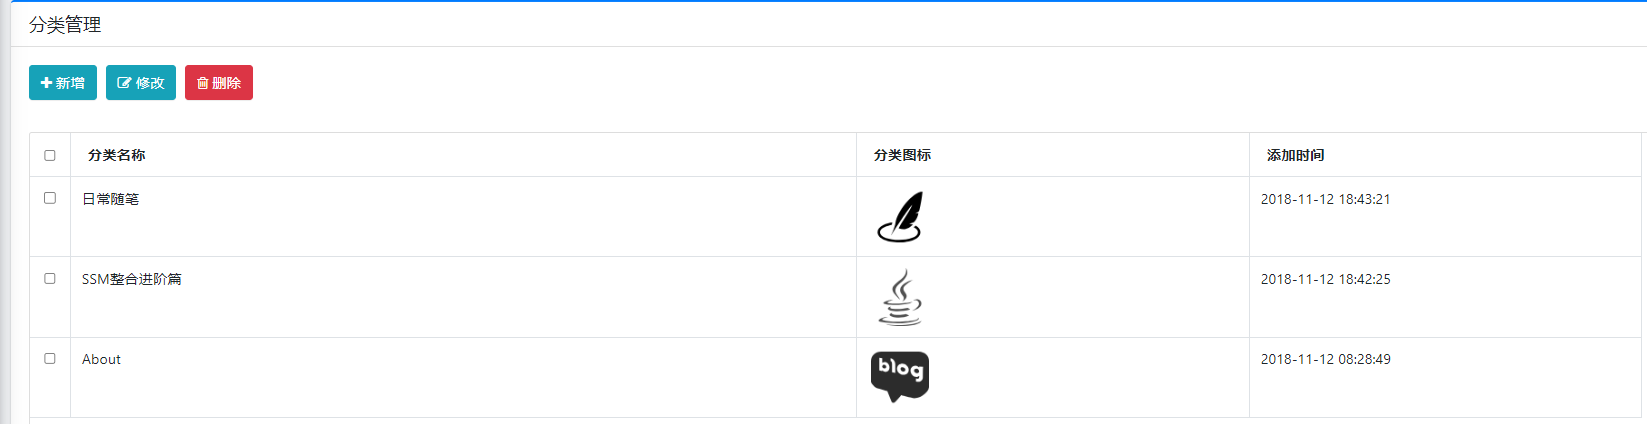 分类管理
新增 修改 删除
分类名称 分类图标 添加时间
日常随笔 2018-11-12 18:43:21
SSM整合进阶篇 2018-11-12 18:42:25
About blog 2018-11-12 08:28:49